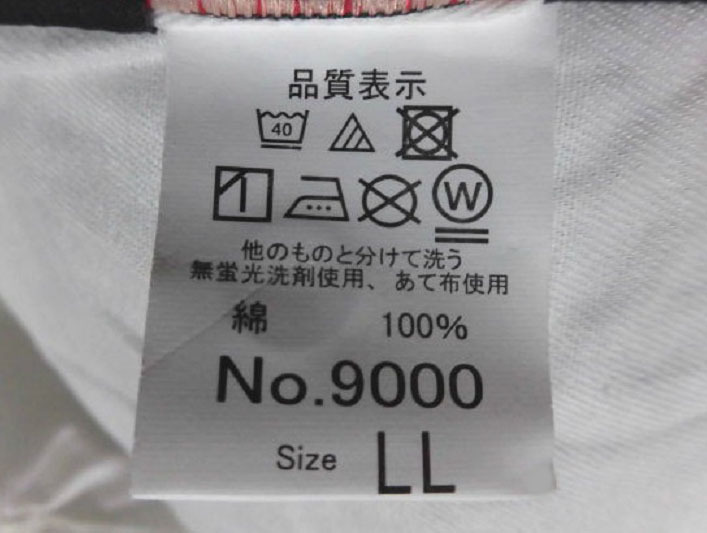 品質表示
40
W
他のものと分けて洗う
無蛍光洗剤使用、あて布使用
綿 100%
No.9000
Size LL